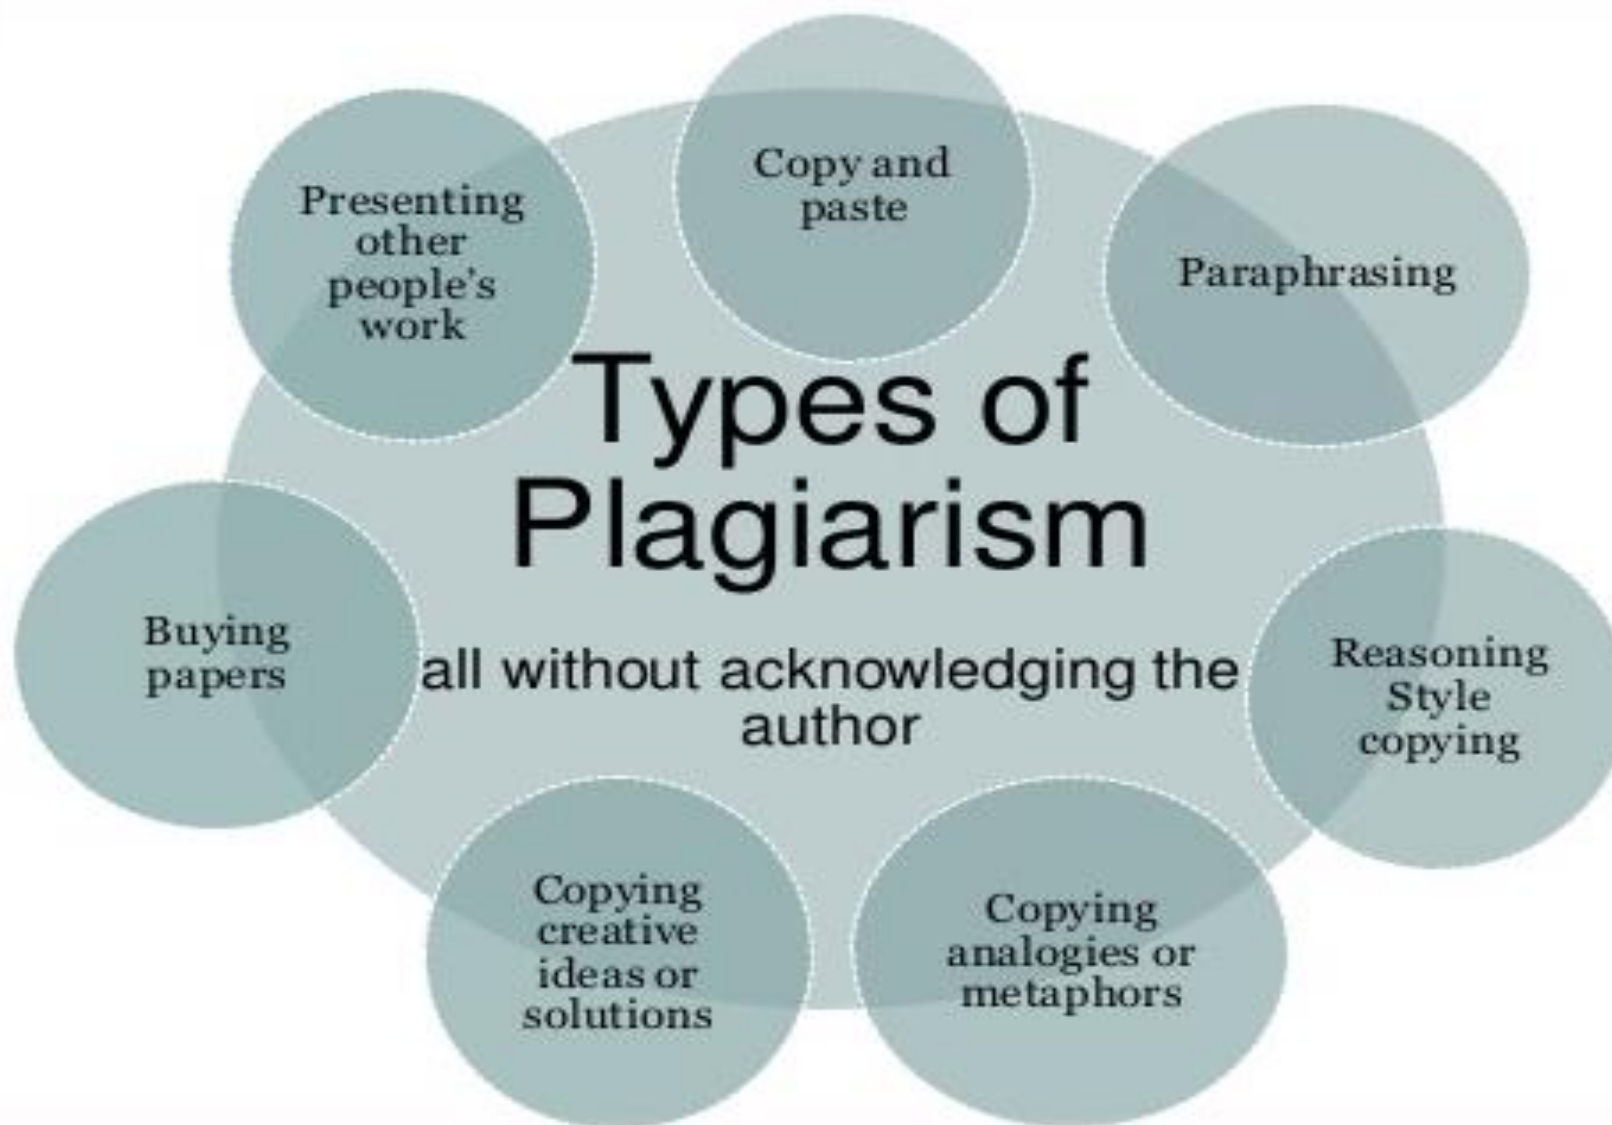 Copy and
paste
Paraphrasing
Reasoning
Style
copying
Copying
analogies or
metaphors
Copying
creative
ideas or
solutions
Buying
papers
Presenting
other
people's
work
Types of
Plagiarism
all without acknowledging the
author